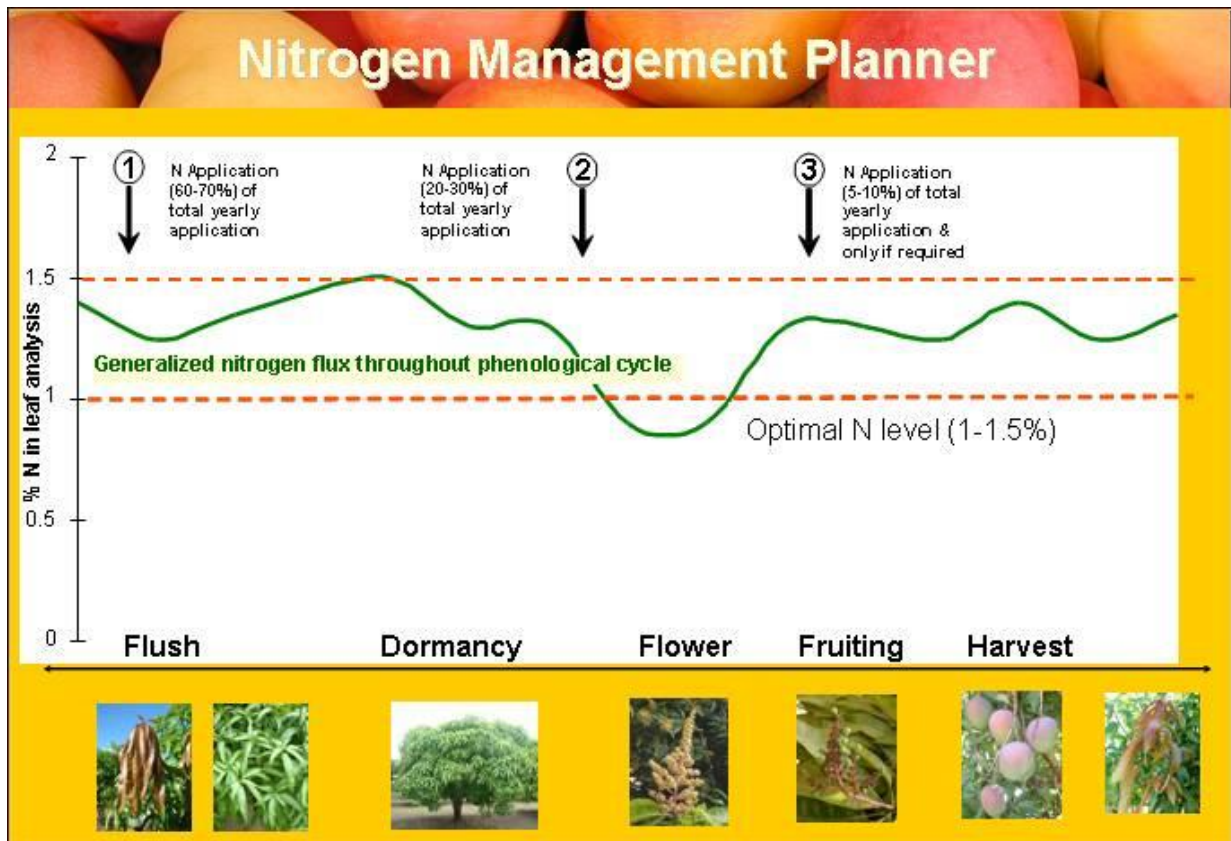 Nitrogen Management Planner
2
1
N Application
(60-70%) of
total yearly
application
N Application
(20-30%) of
total yearly
application
2
3
N Application
(5-10%) of total
yearly
application &
only if required
1.5
Generalized nitrogen flux throughout phenological cycle
1
Optimal N level (1-1.5%)
% N in leaf analysis
0.5
0
Flush
Dormancy
Flower
Fruiting
Harvest